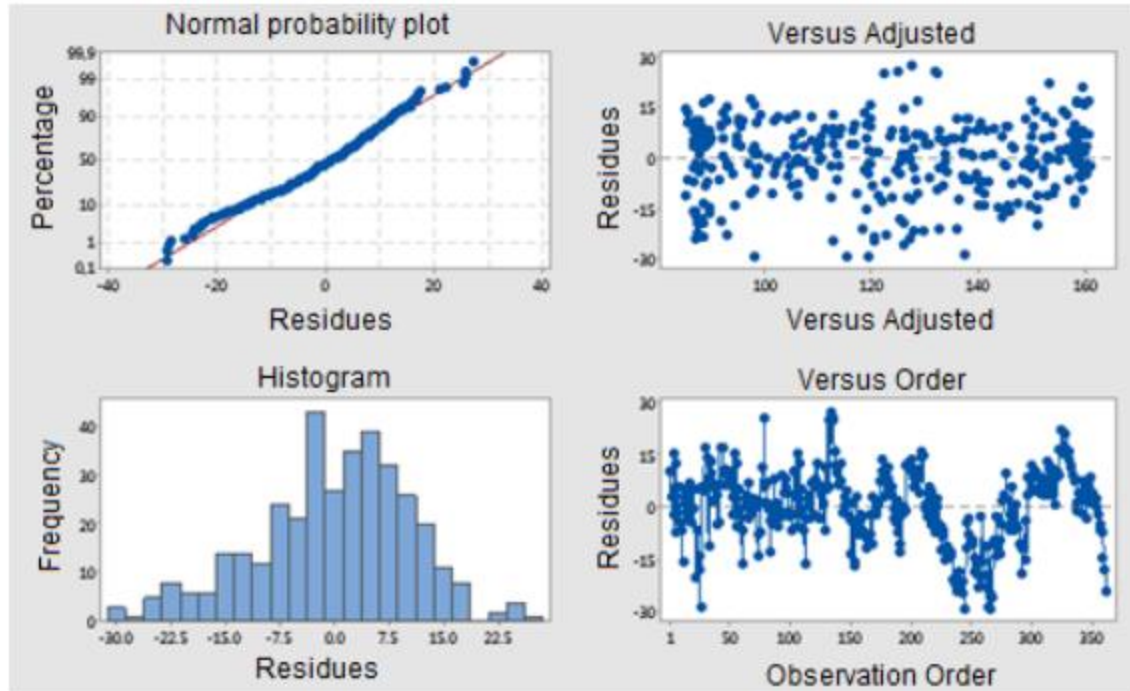 Normal probability plot
99,9
99
90
50
10
1
0,1
Percentage
-40 -20 0 20 40
Residues
Versus Adjusted
30
15
0
-15
-30
Residues
100 120 140 160
Versus Adjusted
Histogram
40
30
20
10
0
Frequency
-30.0 -22.5 -15.0 -7.5 0.0 7.5 15.0 22.5
Residues
Versus Order
30
15
0
-15
-30
Residues
1 50 100 150 200 250 300 350
Observation Order